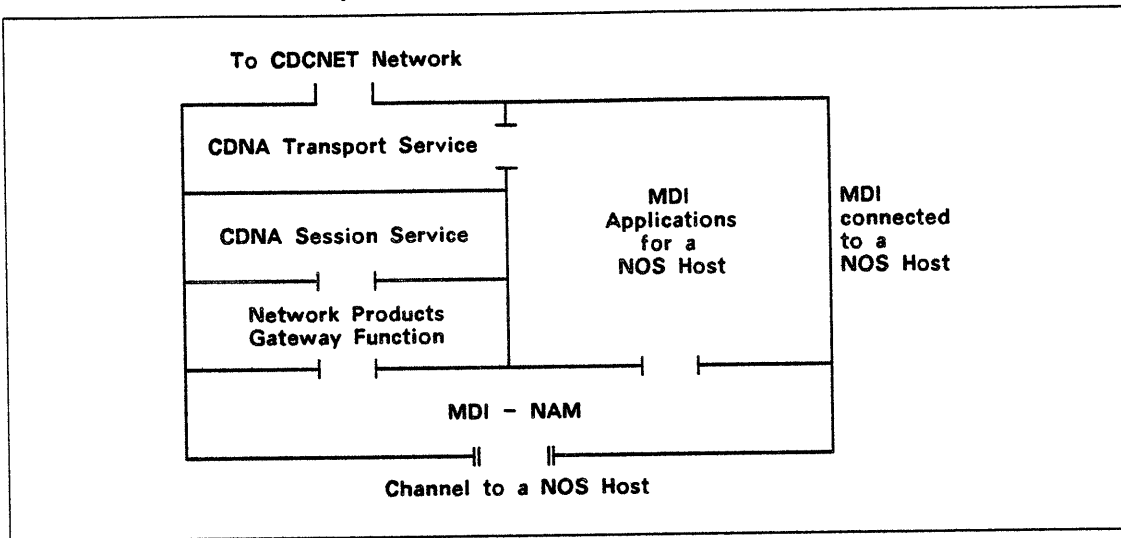 To CDCNET Network
CDNA Transport Service
CDNA Session Service
Network Products
Gateway Function
MDI
Applications
for a
NOS Host
MDI
connected
to a
NOS Host
MDI - NAM
Channel to a NOS Host